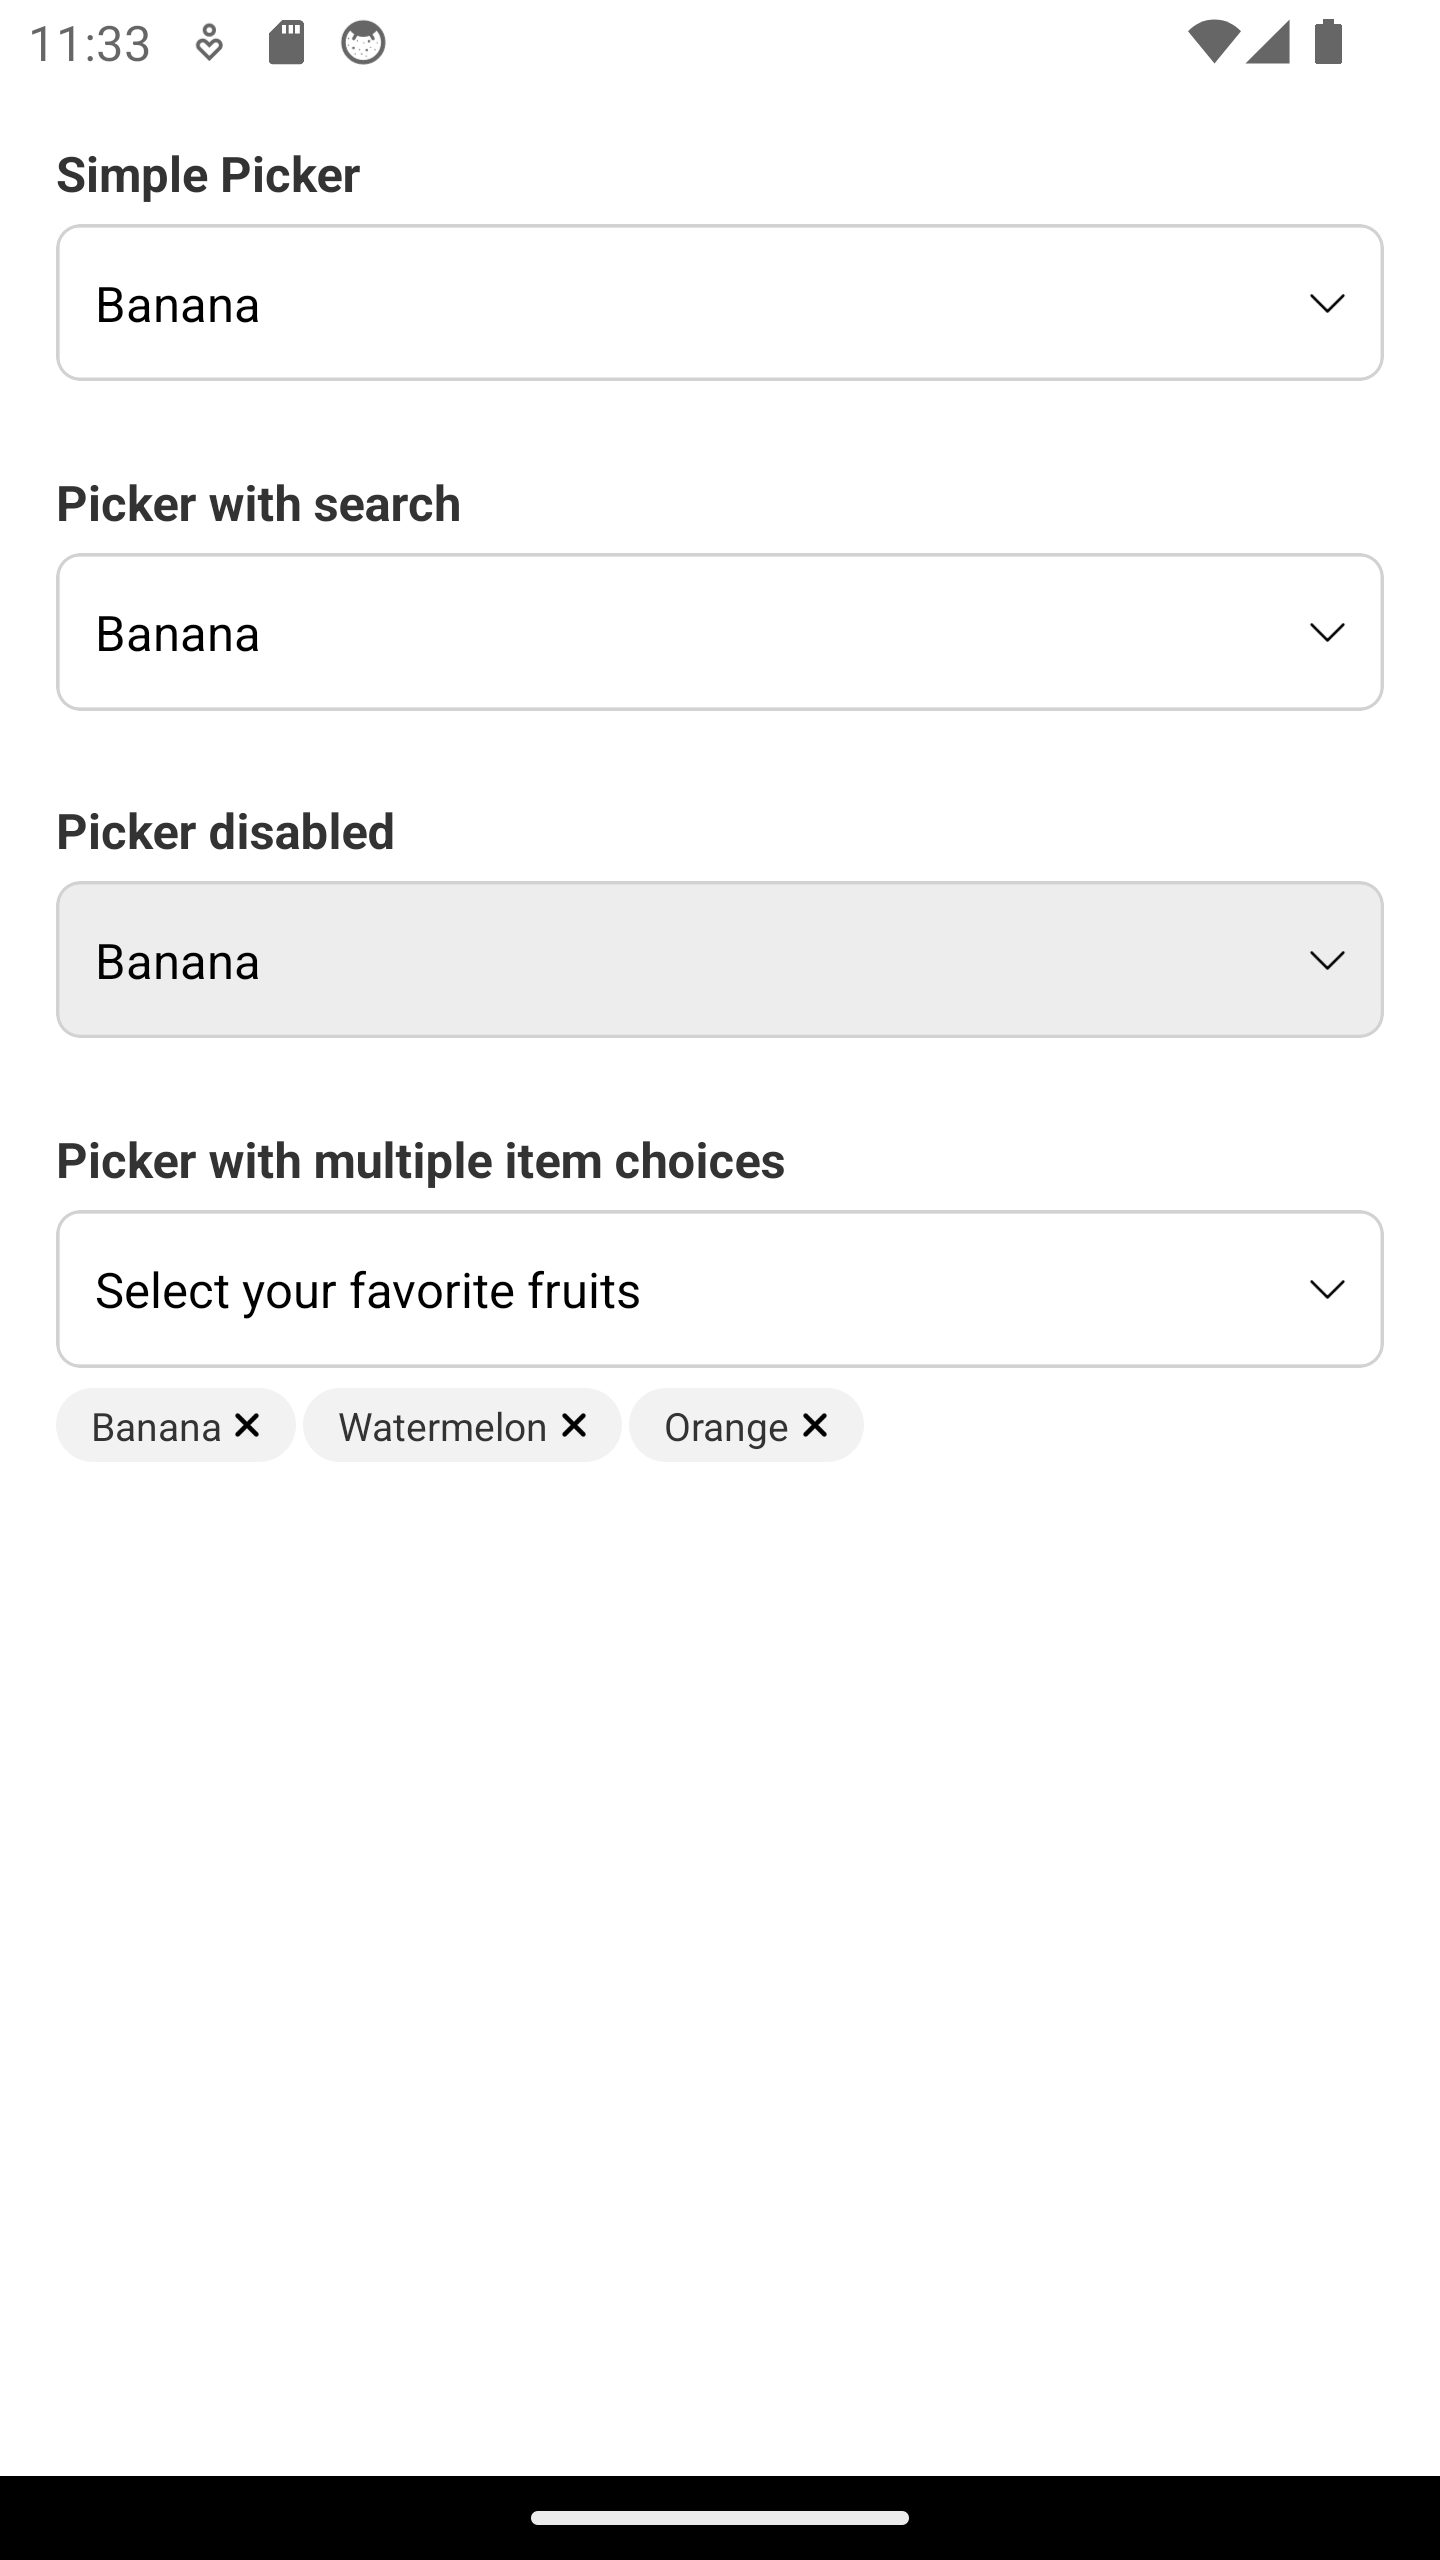 11:33
Simple Picker
Banana
Picker with search
Banana
Picker disabled
Banana
Picker with multiple item choices
Select your favorite fruits
Banana Watermelon Orange